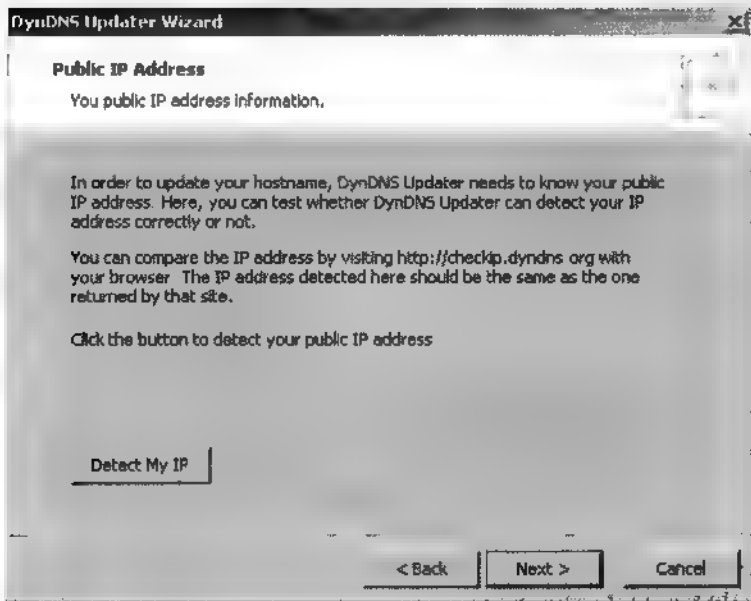 DynDNS Updater Wizard
Public IP Address
You public IP address information.
In order to update your hostname, DynDNS Updater needs to know your public
IP address. Here, you can test whether DynDNS Updater can detect your IP
address correctly or not.
You can compare the IP address by visiting http://checkip.dyndns org with
your browser The IP address detected here should be the same as the one
returned by that site.
Click the button to detect your public IP address
Detect My IP
< Back
Next >
Cancel